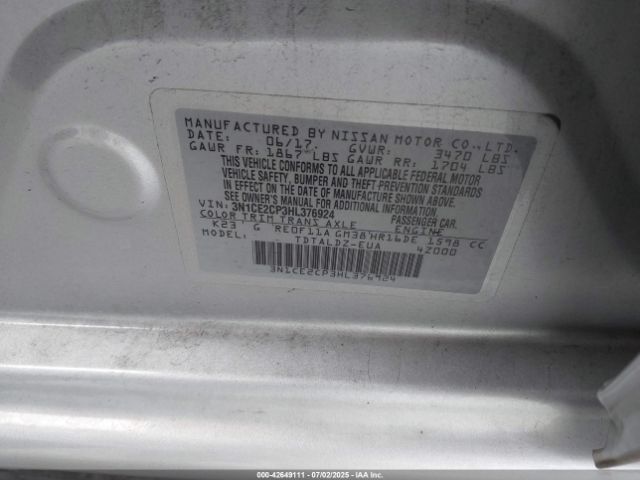 MANUFACTURED BY NISSAN MOTOR CO., LTD.
DATE: 06/17. GVWR: 3470 LBS
GAWR FR: 1867 LBS GAWR RR: 1704 LBS
THIS VEHICLE CONFORMS TO ALL APPLICABLE FEDERAL MOTOR
VEHICLE SAFETY, BUMPER AND THEFT PREVENTION STANDARDS
IN EFFECT ON THE DATE OF MANUFACTURE SHOWN ABOVE.
SEE OWNER'S MANUAL FOR ADDITIONAL INFORMATION
VIN: 3N1CE2CP3HL376924 PASSENGER CAR.
COLOR TRIM TRANS AXLE ENGINE
K23 G RE0F11A GM38 HR16DE 1598 CC
MODEL: TDTALDZ-EUA 4Z000
3N1CE2CP3HL376924
000-42649111 - 07/02/2025 - IAA Inc.